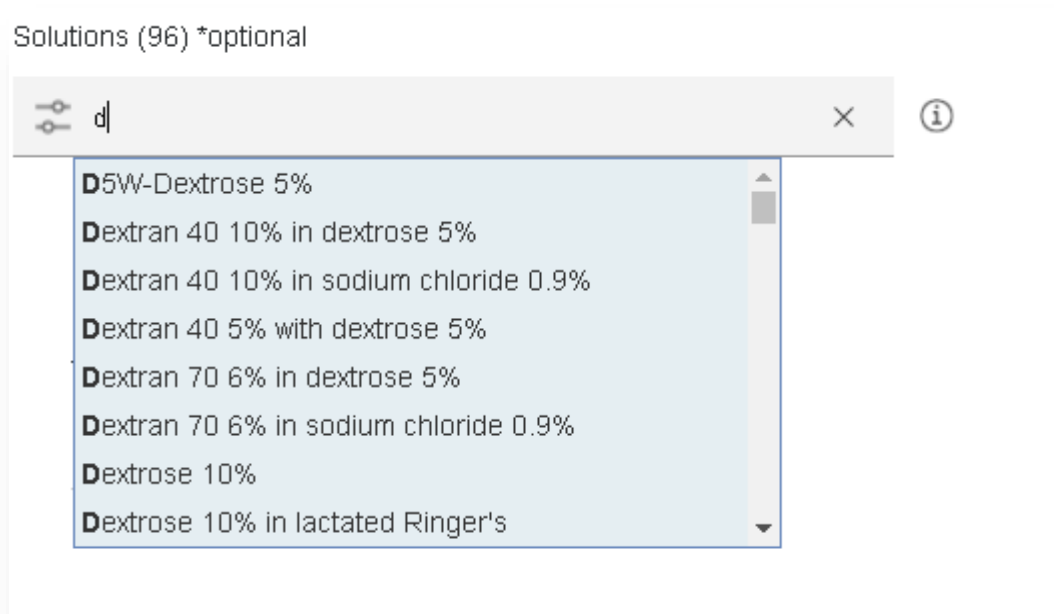 Solutions (96) *optional
d
D5W-Dextrose 5%
Dextran 40 10% in dextrose 5%
Dextran 40 10% in sodium chloride 0.9%
Dextran 40 5% with dextrose 5%
Dextran 70 6% in dextrose 5%
Dextran 70 6% in sodium chloride 0.9%
Dextrose 10%
Dextrose 10% in lactated Ringer's